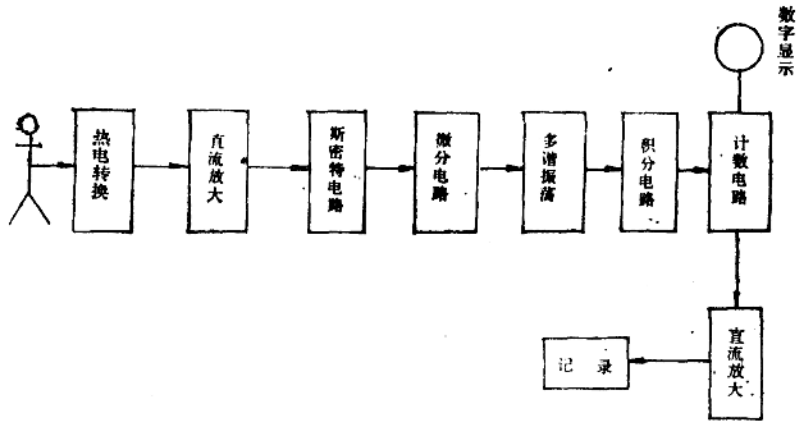 数字显示
热电转换
直流放大
斯密特电路
微分电路
多谐振荡
积分电路
计数电路
直流放大
记 录